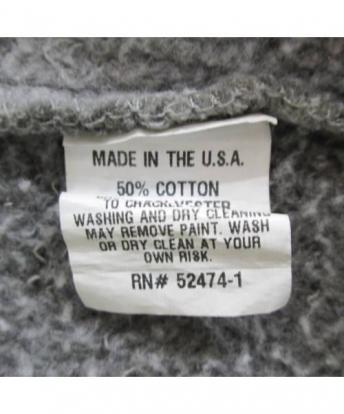 MADE IN THE U.S.A.
50% COTTON
WASHING AND DRY CLEANING
MAY REMOVE PAINT. WASH
OR DRY CLEAN AT YOUR
OWN RISK.
RN# 52474-1